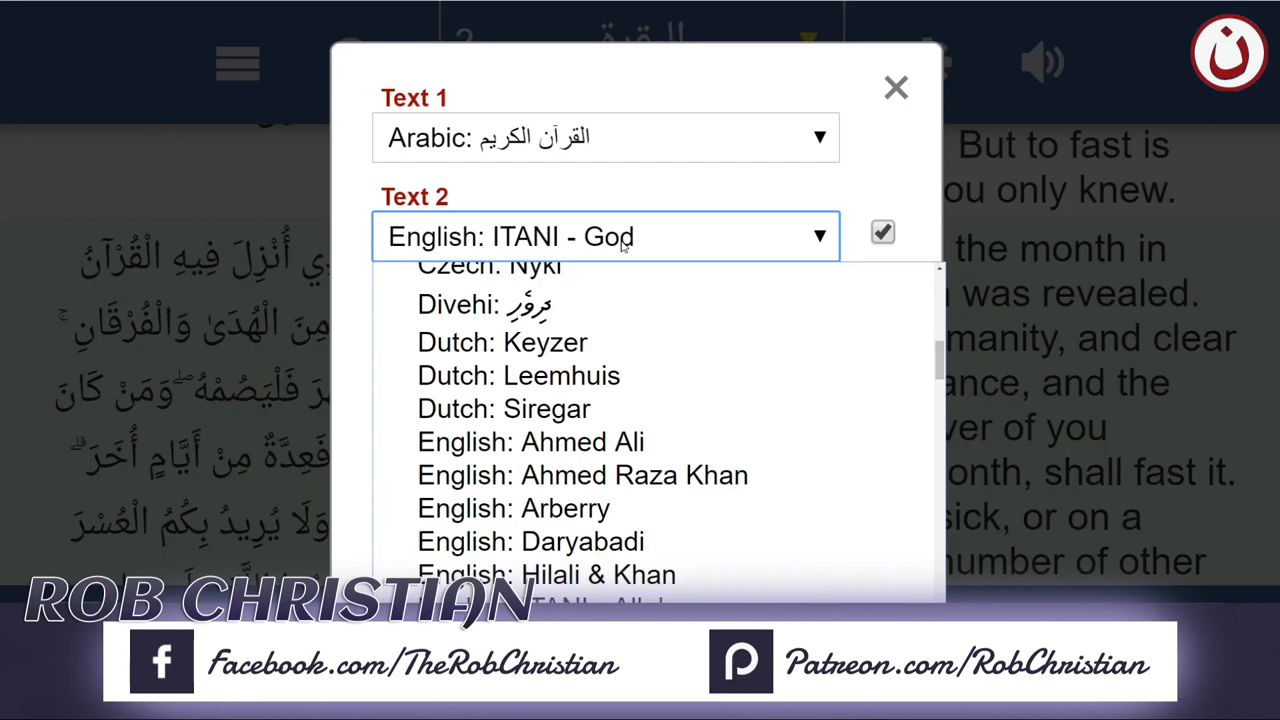 2
البقرة
ن
Text 1
Arabic: القرآن الكريم
Text 2
English: ITANI - God
Czech: Nykl
Divehi: ދިވެހި
Dutch: Keyzer
Dutch: Leemhuis
Dutch: Siregar
English: Ahmed Ali
English: Ahmed Raza Khan
English: Arberry
English: Daryabadi
English: Hilali & Khan
But to fast is
ou only knew.
the month in
was revealed.
manity, and clear
ance, and the
ver of you
onth, shall fast it.
sick, or on a
number of other
أُنْزِلَ فِيهِ الْقُرْآنُ
مِنَ الْهُدَىٰ وَالْفُرْقَانِ ۚ
فَلْيَصُمْهُ ۖ وَمَنْ كَانَ
فَعِدَّةٌ مِنْ أَيَّامٍ أُخَرَ ۗ
وَلَا يُرِيدُ بِكُمُ الْعُسْرَ
ROB CHRISTIAN
f Facebook.com/TheRobChristian
Patreon.com/RobChristian